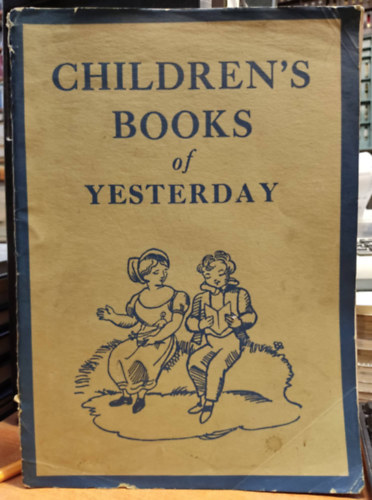 CHILDREN'S
BOOKS
of
YESTERDAY